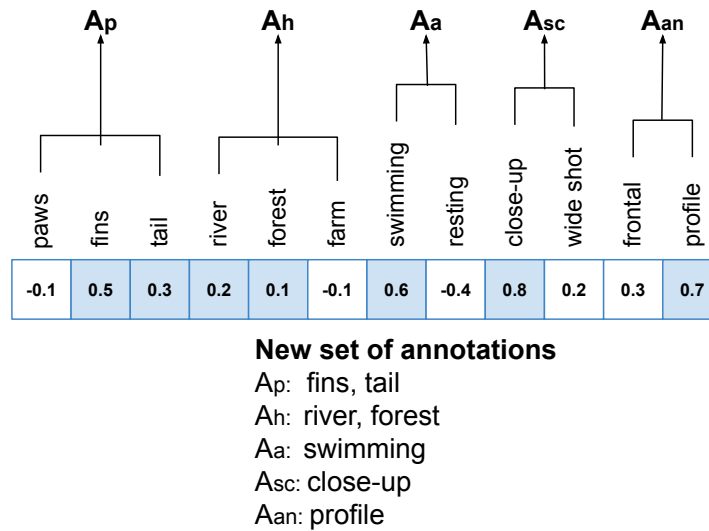 Ap Ah Aa Asc Aan
paws fins tail river forest farm swimming resting close-up wide shot frontal profile
-0.1 0.5 0.3 0.2 0.1 -0.1 0.6 -0.4 0.8 0.2 0.3 0.7
New set of annotations
Ap: fins, tail
Ah: river, forest
Aa: swimming
Asc: close-up
Aan: profile